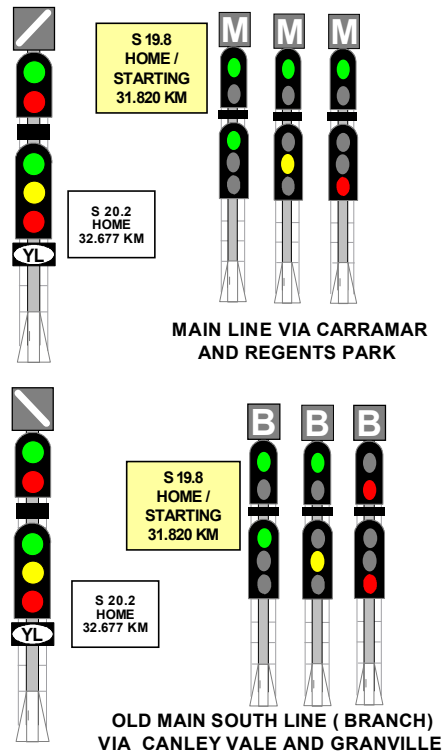 S 19.8
HOME /
STARTING
31.820 KM
M M M
S 20.2
HOME
32.677 KM
YL
MAIN LINE VIA CARRAMAR
AND REGENTS PARK
B B B
S 19.8
HOME /
STARTING
31.820 KM
S 20.2
HOME
32.677 KM
YL
OLD MAIN SOUTH LINE ( BRANCH)
VIA CANLEY VALE AND GRANVILLE